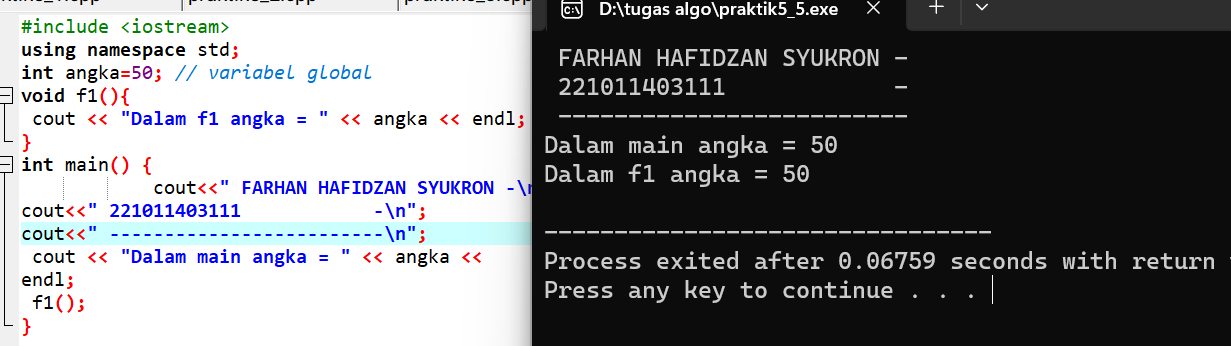 #include <iostream>
using namespace std;
int angka=50; // variabel global
void f1(){
cout << "Dalam f1 angka = " << angka << endl;
}
int main() {
cout<<" FARHAN HAFIDZAN SYUKRON -\n
cout<<" 221011403111            -\n";
cout<<" -------------------------\n";
cout << "Dalam main angka = " << angka <<
endl;
f1();
}
D:\tugas algo\praktik5_5.exe
FARHAN HAFIDZAN SYUKRON -
221011403111            -
-------------------------
Dalam main angka = 50
Dalam f1 angka = 50
--------------------------------
Process exited after 0.06759 seconds with return
Press any key to continue . . .